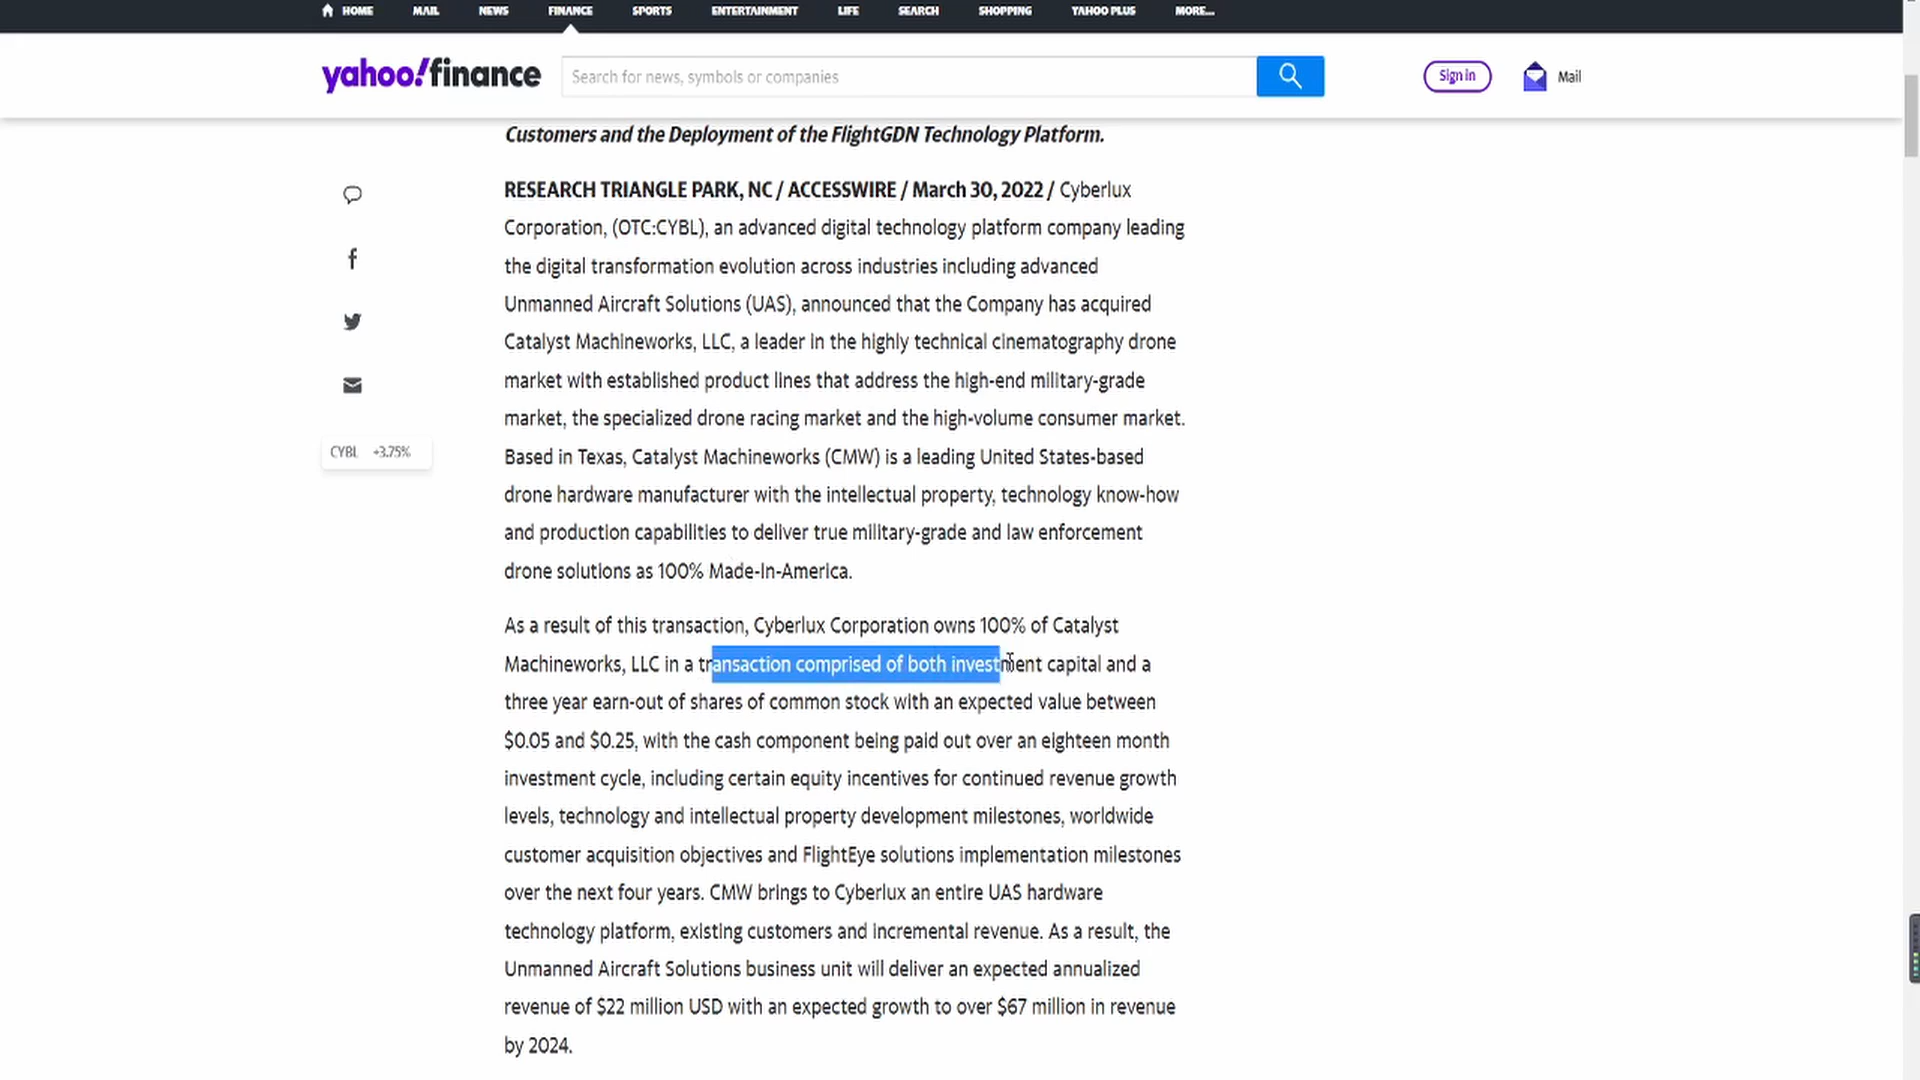 HOME MAIL NEWS FINANCE SPORTS ENTERTAINMENT LIFE SEARCH SHOPPING YAHOO PLUS MORE...
yahoo!finance Search for news, symbols or companies Sign in Mail
Customers and the Deployment of the FlightGDN Technology Platform.
RESEARCH TRIANGLE PARK, NC / ACCESSWIRE / March 30, 2022 / Cyberlux
Corporation, (OTC:CYBL), an advanced digital technology platform company leading
the digital transformation evolution across industries including advanced
Unmanned Aircraft Solutions (UAS), announced that the Company has acquired
Catalyst Machineworks, LLC, a leader in the highly technical cinematography drone
market with established product lines that address the high-end military-grade
market, the specialized drone racing market and the high-volume consumer market.
Based in Texas, Catalyst Machineworks (CMW) is a leading United States-based
drone hardware manufacturer with the intellectual property, technology know-how
and production capabilities to deliver true military-grade and law enforcement
drone solutions as 100% Made-In-America.
CYBL +3.75%
As a result of this transaction, Cyberlux Corporation owns 100% of Catalyst
Machineworks, LLC in a transaction comprised of both investment capital and a
three year earn-out of shares of common stock with an expected value between
$0.05 and $0.25, with the cash component being paid out over an eighteen month
investment cycle, including certain equity incentives for continued revenue growth
levels, technology and intellectual property development milestones, worldwide
customer acquisition objectives and FlightEye solutions implementation milestones
over the next four years. CMW brings to Cyberlux an entire UAS hardware
technology platform, existing customers and incremental revenue. As a result, the
Unmanned Aircraft Solutions business unit will deliver an expected annualized
revenue of $22 million USD with an expected growth to over $67 million in revenue
by 2024.